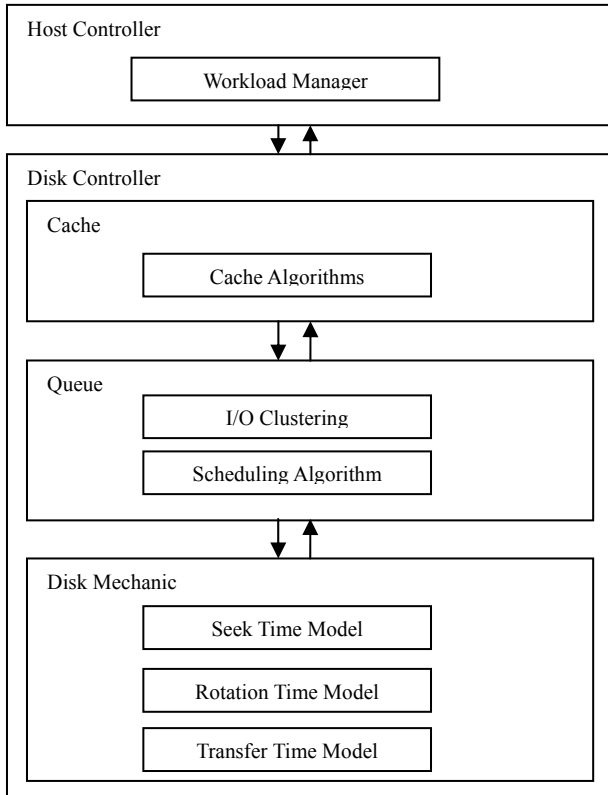 Host Controller
Workload Manager
Disk Controller
Cache
Cache Algorithms
Queue
I/O Clustering
Scheduling Algorithm
Disk Mechanic
Seek Time Model
Rotation Time Model
Transfer Time Model